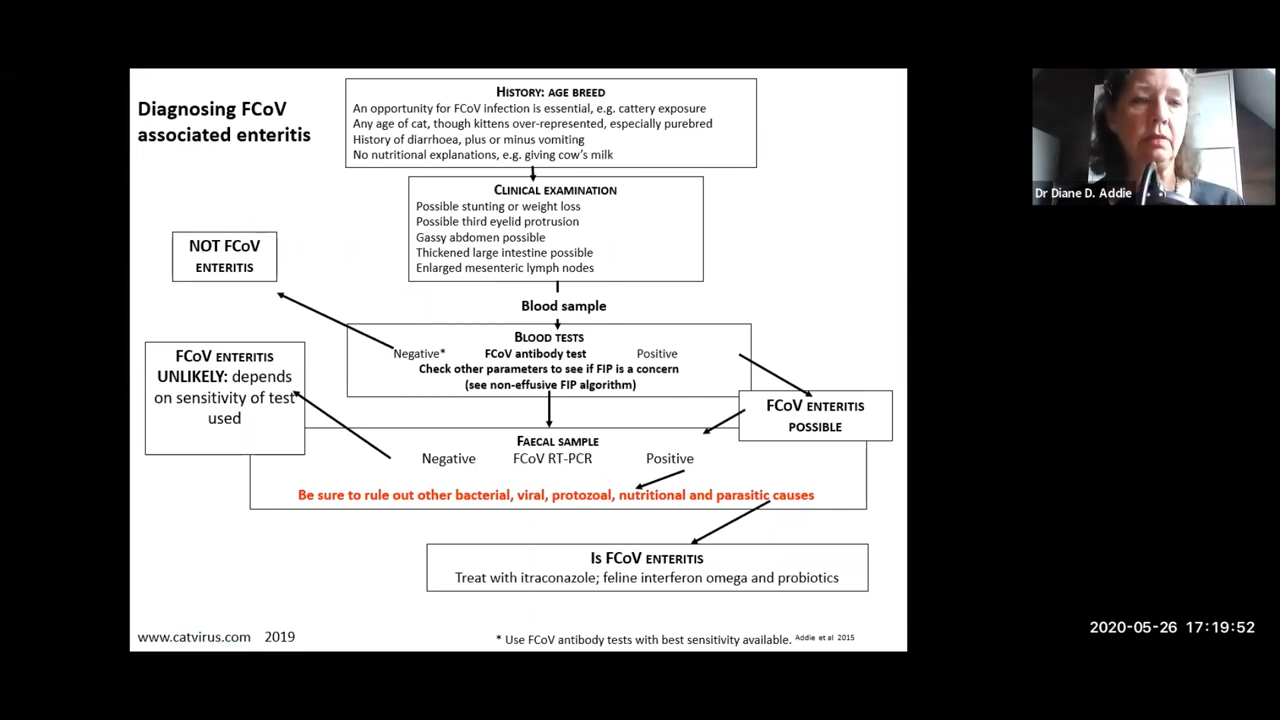 Diagnosing FCoV
associated enteritis
HISTORY: AGE BREED
An opportunity for FCoV infection is essential, e.g. cattery exposure
Any age of cat, though kittens over-represented, especially purebred
History of diarrhoea, plus or minus vomiting
No nutritional explanations, e.g. giving cow's milk
Dr Diane D. Addie
CLINICAL EXAMINATION
Possible stunting or weight loss
Possible third eyelid protrusion
Gassy abdomen possible
Thickened large intestine possible
Enlarged mesenteric lymph nodes
NOT FCoV
ENTERITIS
Blood sample
BLOOD TESTS
Negative* FCoV antibody test Positive
Check other parameters to see if FIP is a concern
(see non-effusive FIP algorithm)
FCoV ENTERITIS
UNLIKELY: depends
on sensitivity of test
used
FCoV ENTERITIS
POSSIBLE
FAECAL SAMPLE
Negative FCoV RT-PCR Positive
Be sure to rule out other bacterial, viral, protozoal, nutritional and parasitic causes
IS FCoV ENTERITIS
Treat with itraconazole; feline interferon omega and probiotics
www.catvirus.com 2019
* Use FCoV antibody tests with best sensitivity available. Addie et al 2015
2020-05-26 17:19:52